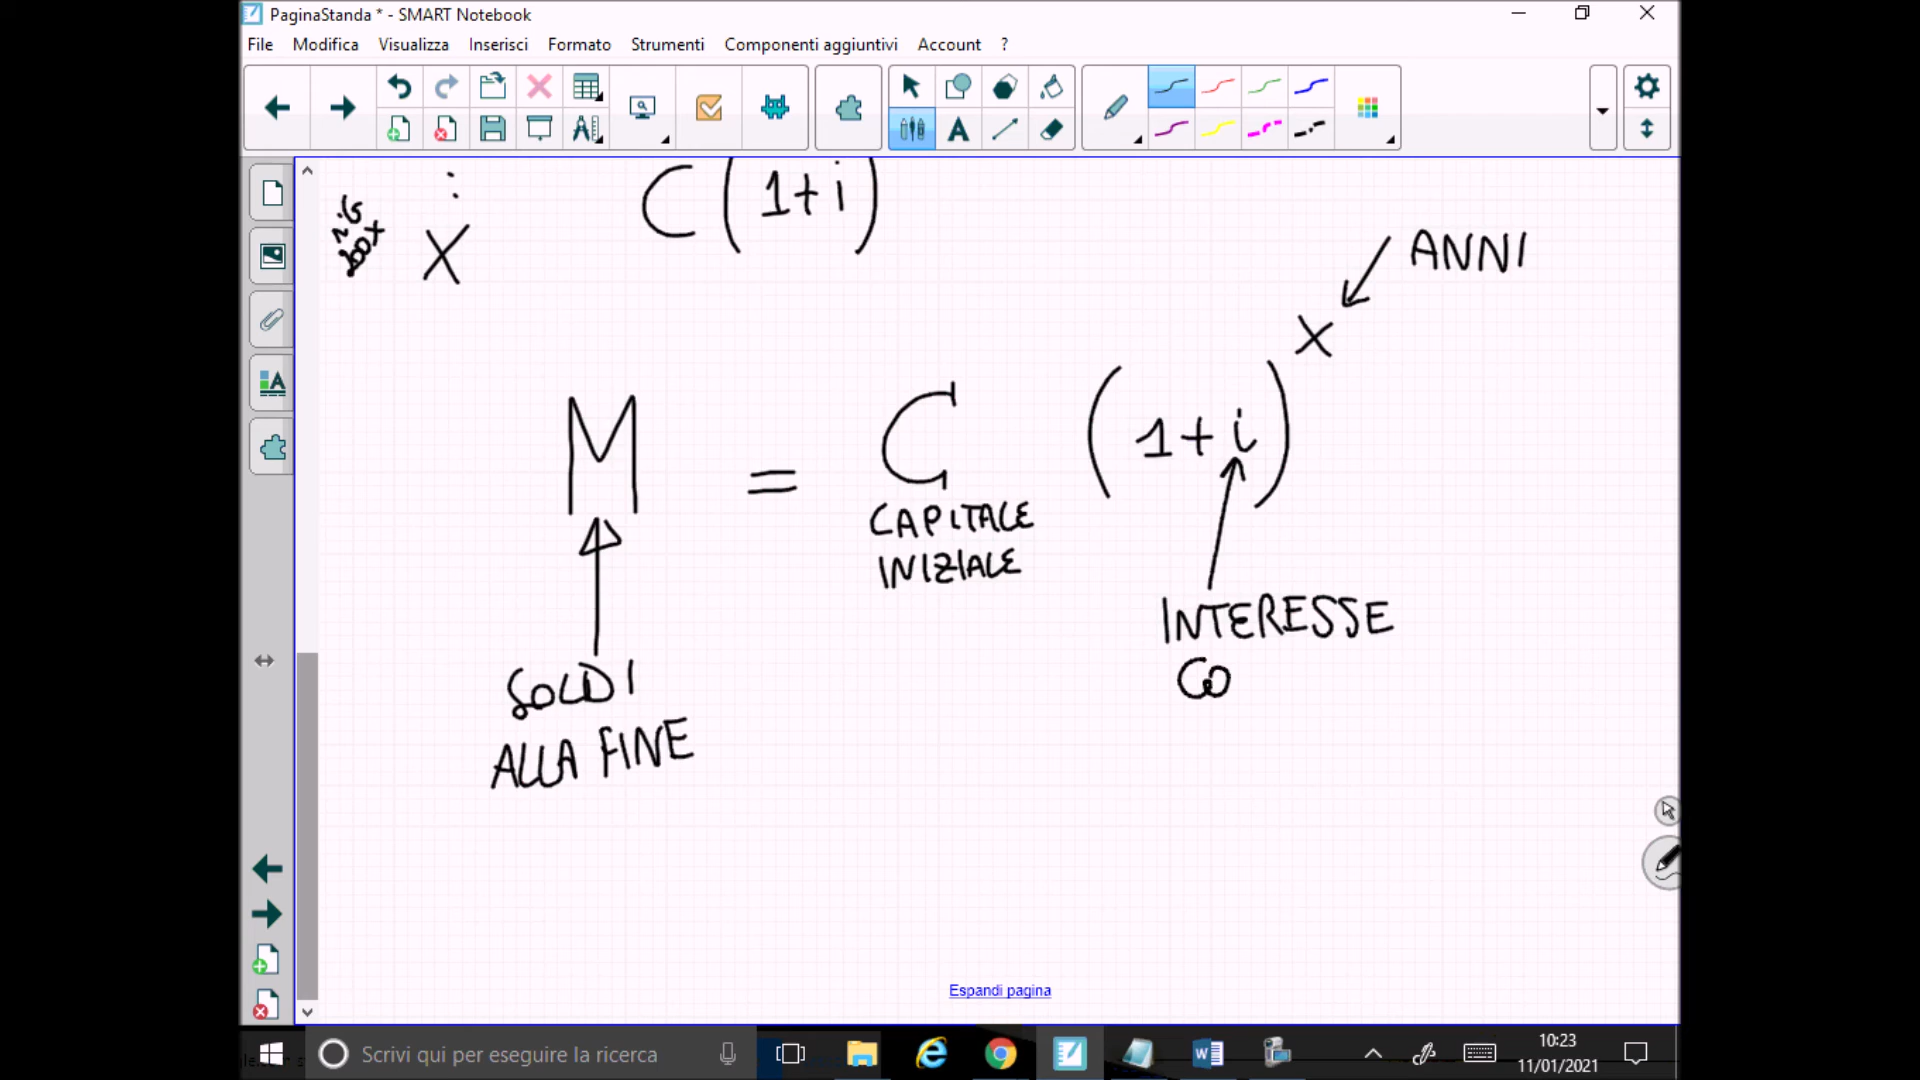 PaginaStanda * - SMART Notebook
File Modifica Visualizza Inserisci Formato Strumenti Componenti aggiuntivi Account ?
C(1+i)
X
ANNI
M = C (1+i)^X
CAPITALE
INIZIALE
INTERESSE
CO
SOLDI
ALLA FINE
Espandi pagina
Scrivi qui per eseguire la ricerca
10:23
11/01/2021